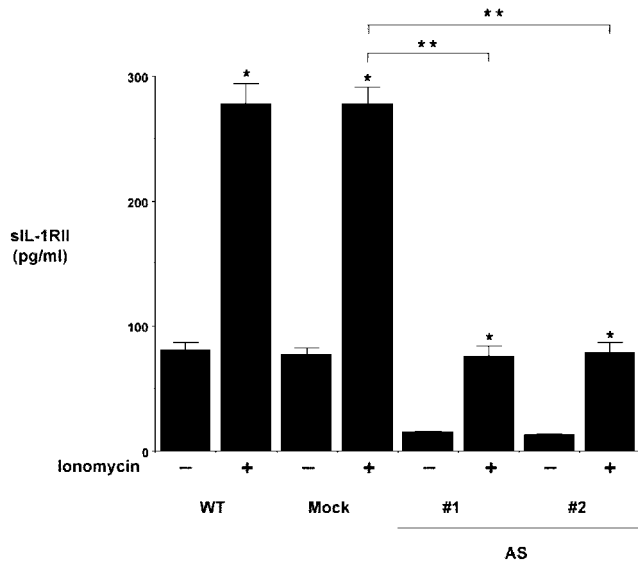 * *
* *
* *
300
200
sIL-1RII
(pg/ml)
100
* *
0
Ionomycin − + − + − + − +
WT Mock #1 #2
AS